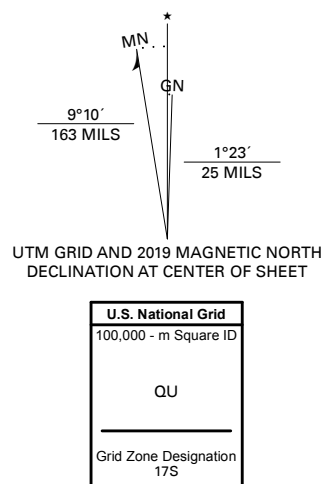 ★
MN
GN
9°10´
163 MILS
1°23´
25 MILS
UTM GRID AND 2019 MAGNETIC NORTH
DECLINATION AT CENTER OF SHEET
U.S. National Grid
100,000 - m Square ID
QU
Grid Zone Designation
17S